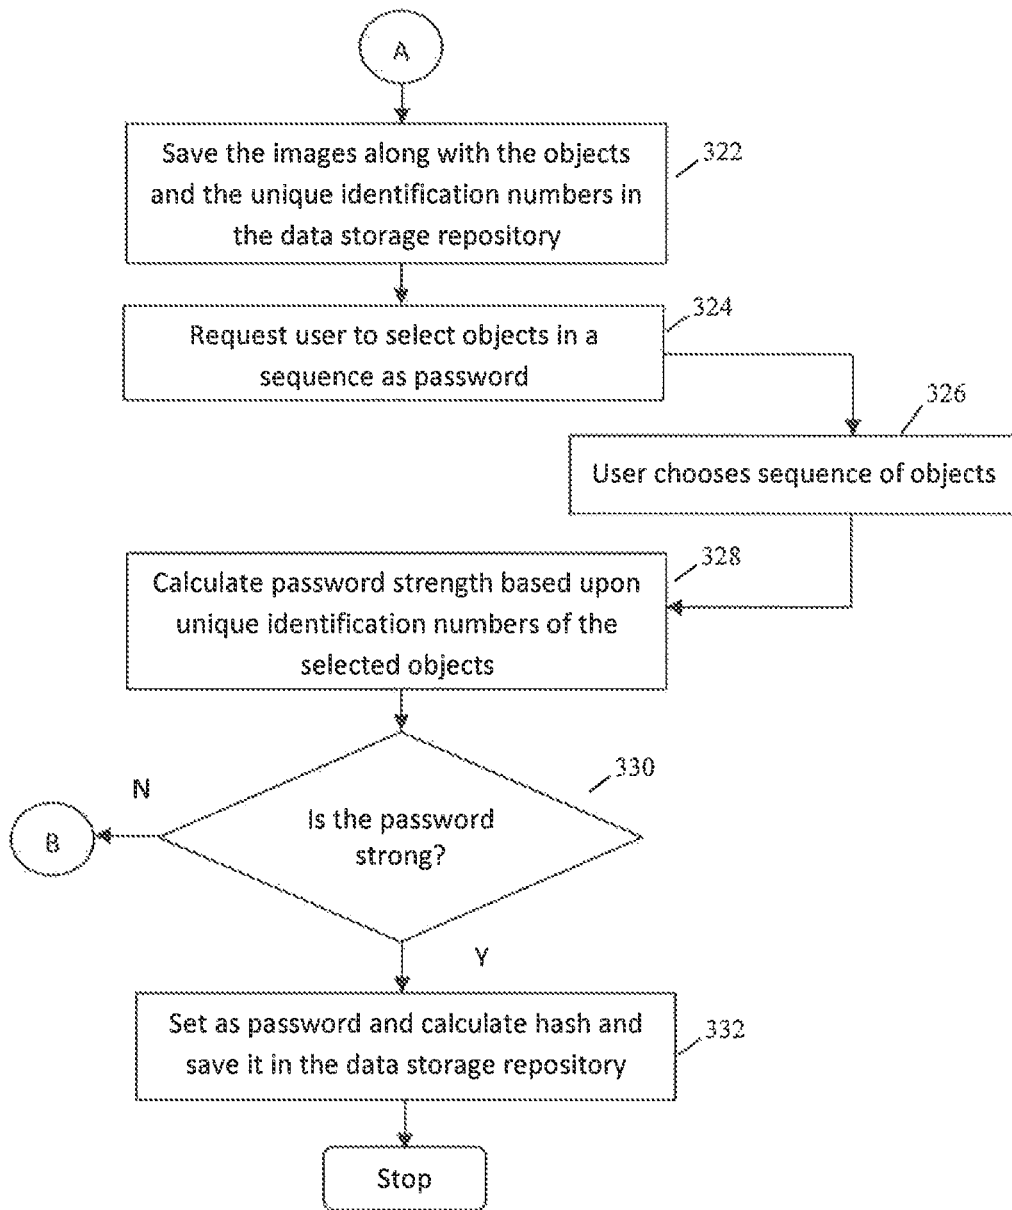 A
Save the images along with the objects
and the unique identification numbers in
the data storage repository
322
Request user to select objects in a
sequence as password
324
326
User chooses sequence of objects
Calculate password strength based upon
unique identification numbers of the
selected objects
328
330
N
B
Is the password
strong?
Y
Set as password and calculate hash and
save it in the data storage repository
332
Stop